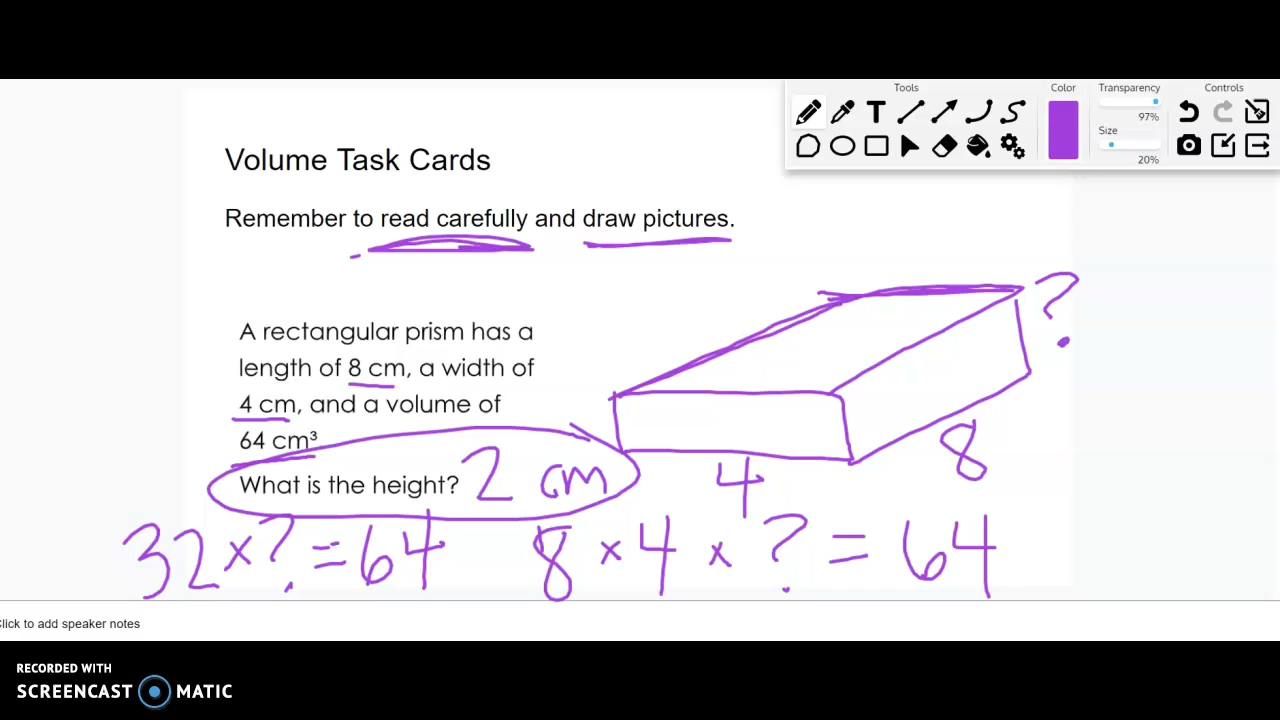 Tools
Color
Transparency
Controls
97%
Size
20%
Volume Task Cards
Remember to read carefully and draw pictures.
A rectangular prism has a
length of 8 cm, a width of
4 cm, and a volume of
64 cm³
What is the height? 2 cm
?
8
4
32 x ? = 64
8 x 4 x ? = 64
Click to add speaker notes
RECORDED WITH
SCREENCAST MATIC